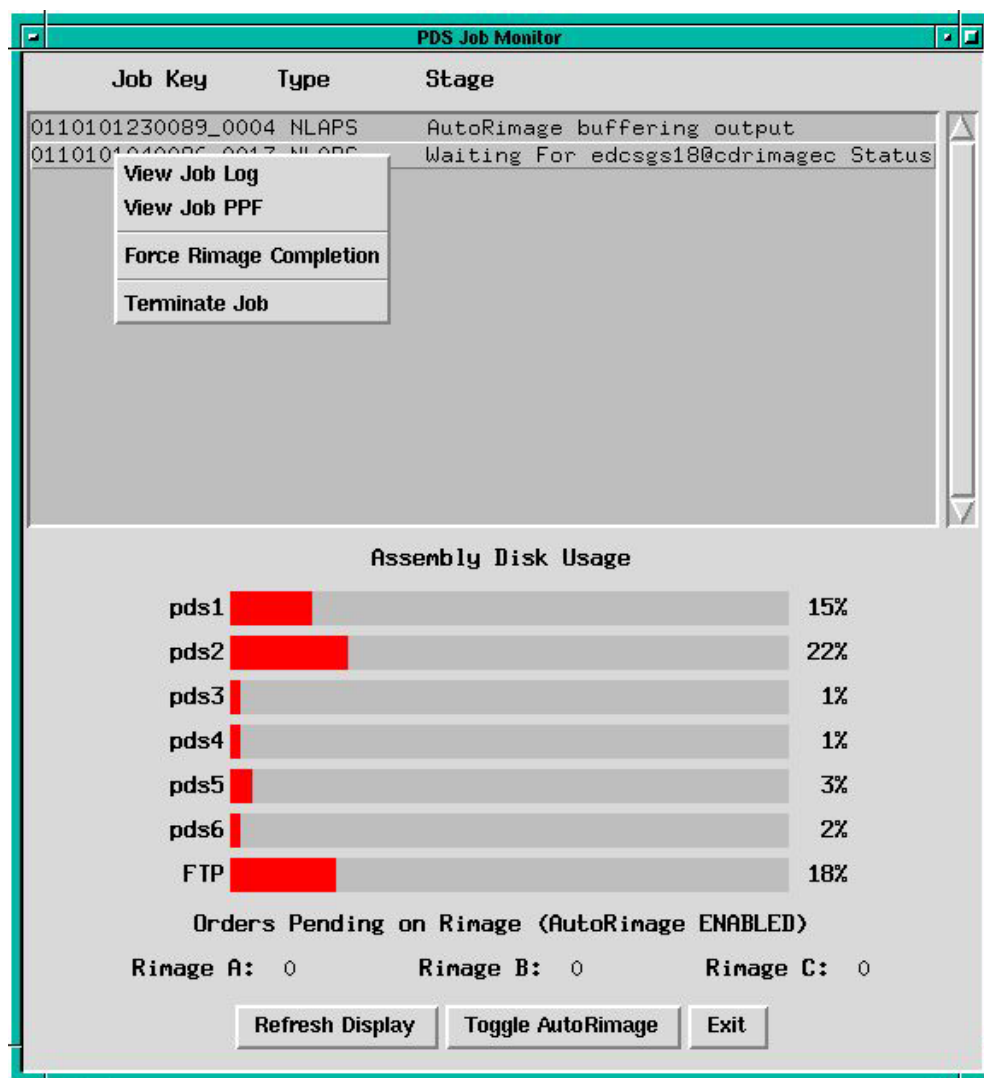 PDS Job Monitor
Job Key Type Stage
0110101230089_0004 NLAPS AutoRimage buffering output
Waiting For edcsgs18@cdrimagec Status
View Job Log
View Job PPF
Force Rimage Completion
Terminate Job
Assembly Disk Usage
pds1 15%
pds2 22%
pds3 1%
pds4 1%
pds5 3%
pds6 2%
FTP 18%
Orders Pending on Rimage (AutoRimage ENABLED)
Rimage A: 0 Rimage B: 0 Rimage C: 0
Refresh Display Toggle AutoRimage Exit